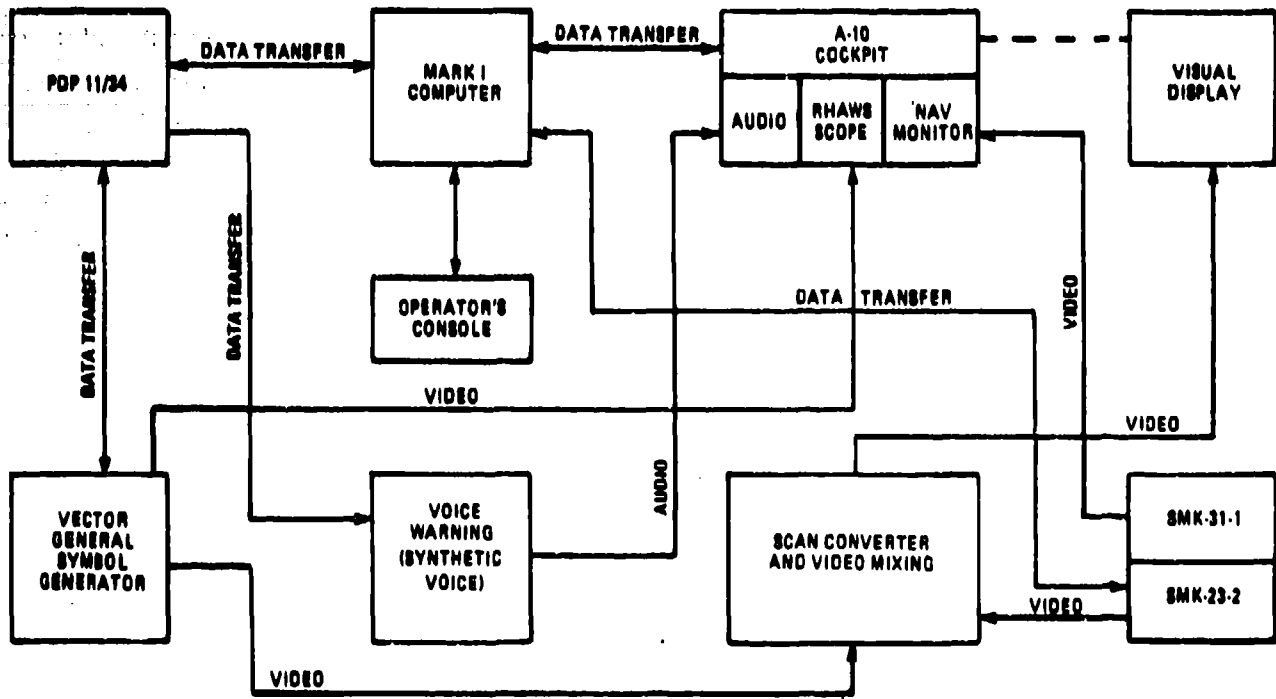 PDP 11/34
DATA TRANSFER
MARK I
COMPUTER
DATA TRANSFER
A-10
COCKPIT
AUDIO
RHAWS
SCOPE
NAV
MONITOR
VISUAL
DISPLAY
DATA TRANSFER
DATA TRANSFER
OPERATOR'S
CONSOLE
DATA TRANSFER
VIDEO
VIDEO
VIDEO
AUDIO
VECTOR
GENERAL
SYMBOL
GENERATOR
VOICE
WARNING
(SYNTHETIC
VOICE)
SCAN CONVERTER
AND VIDEO MIXING
SMK-31-1
SMK-23-2
VIDEO
VIDEO